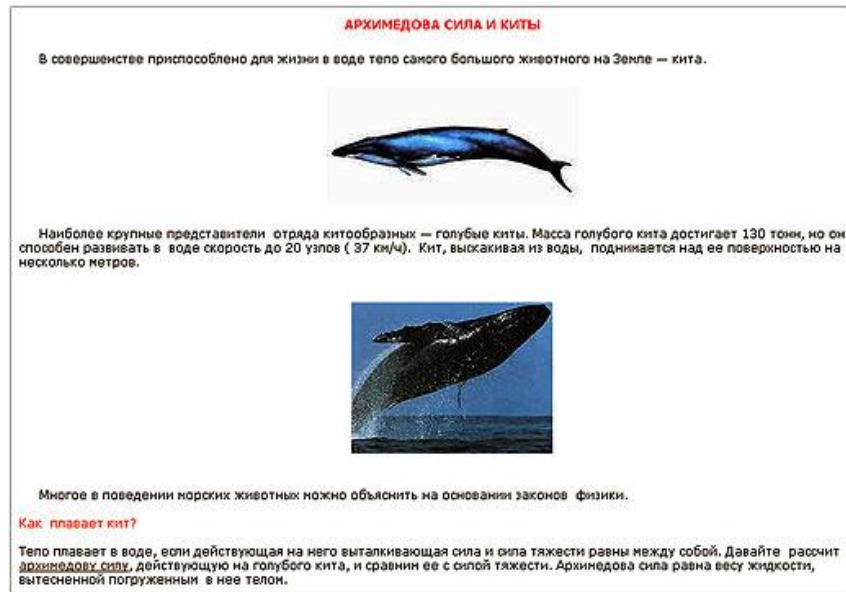 АРХИМЕДОВА СИЛА И КИТЫ
В совершенстве приспособлено для жизни в воде тело самого большого животного на Земле — кита.
Наиболее крупные представители отряда китообразных — голубые киты. Масса голубого кита достигает 130 тонн, но он
способен развивать в воде скорость до 20 узлов ( 37 км/ч). Кит, выскакивая из воды, поднимается над ее поверхностью на
несколько метров.
Многое в поведении морских животных можно объяснить на основании законов физики.
Как плавает кит?
Тело плавает в воде, если действующая на него выталкивающая сила и сила тяжести равны между собой. Давайте рассчит
архимедову силу, действующую на голубого кита, и сравним ее с силой тяжести. Архимедова сила равна весу жидкости,
вытесненной погруженным в нее телом.